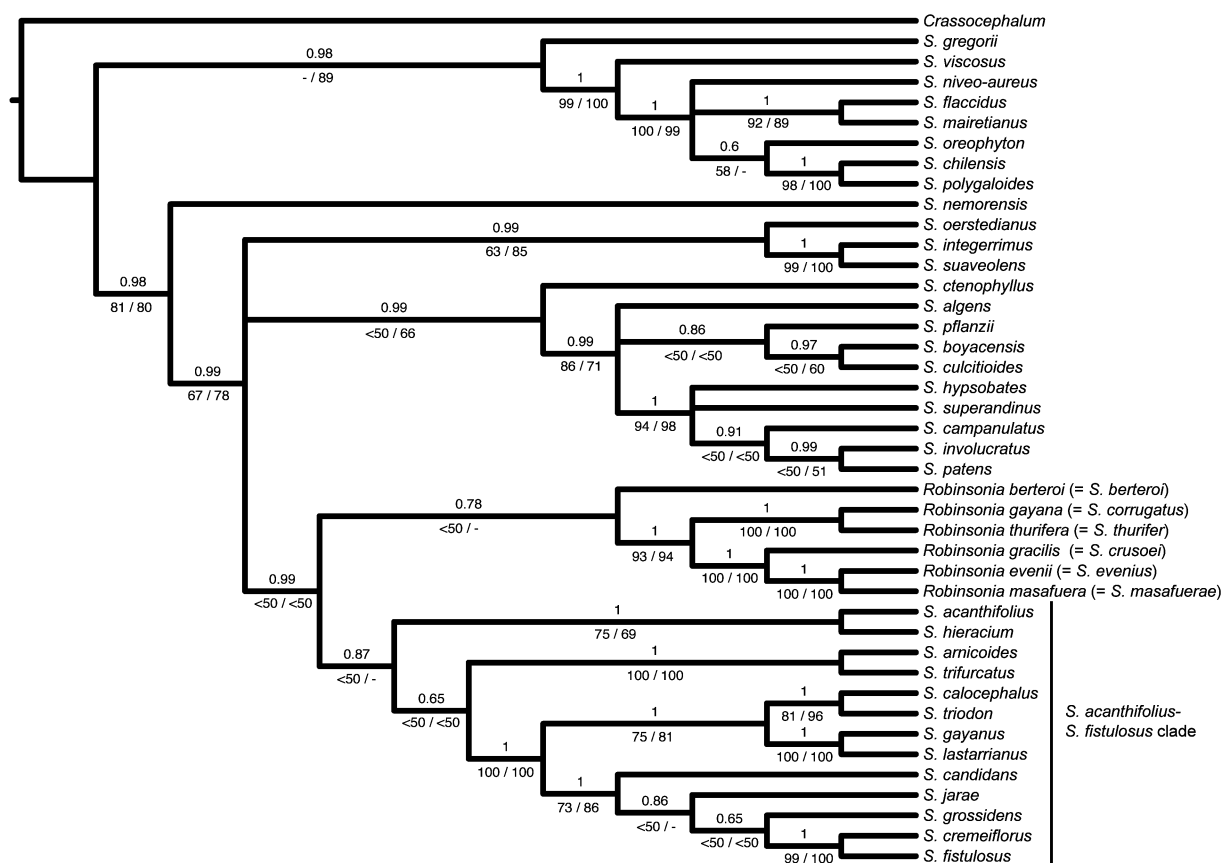 Crassocephalum
S. gregorii
0.98
- / 89
S. viscosus
1
99 / 100
S. niveo-aureus
1
100 / 99
S. flaccidus
1
92 / 89
S. mairetianus
S. oreophyton
0.6
58 / -
S. chilensis
1
98 / 100
S. polygaloides
S. nemorensis
S. oerstedianus
0.99
63 / 85
S. integerrimus
1
99 / 100
S. suaveolens
0.98
81 / 80
S. ctenophyllus
0.99
<50 / 66
S. algens
S. pflanzii
0.86
<50 / <50
0.99
86 / 71
S. boyacensis
0.97
<50 / 60
S. culcitioides
0.99
67 / 78
S. hypsobates
S. superandinus
1
94 / 98
S. campanulatus
0.91
<50 / <50
S. involucratus
0.99
<50 / 51
S. patens
Robinsonia berteroi (= S. berteroi)
0.78
<50 / -
Robinsonia gayana (= S. corrugatus)
1
100 / 100
Robinsonia thurifera (= S. thurifer)
1
93 / 94
Robinsonia gracilis (= S. crusoei)
1
100 / 100
Robinsonia evenii (= S. evenius)
1
100 / 100
Robinsonia masafuera (= S. masafuerae)
0.99
<50 / <50
S. acanthifolius
1
75 / 69
S. hieracium
S. arnicoides
1
100 / 100
S. trifurcatus
0.87
<50 / -
S. calocephalus
1
81 / 96
S. triodon
0.65
<50 / <50
1
75 / 81
S. gayanus
1
100 / 100
S. lastarrianus
1
100 / 100
S. candidans
1
73 / 86
S. jarae
0.86
<50 / -
S. grossidens
0.65
<50 / <50
S. cremeiflorus
1
99 / 100
S. fistulosus
S. acanthifolius-
S. fistulosus clade